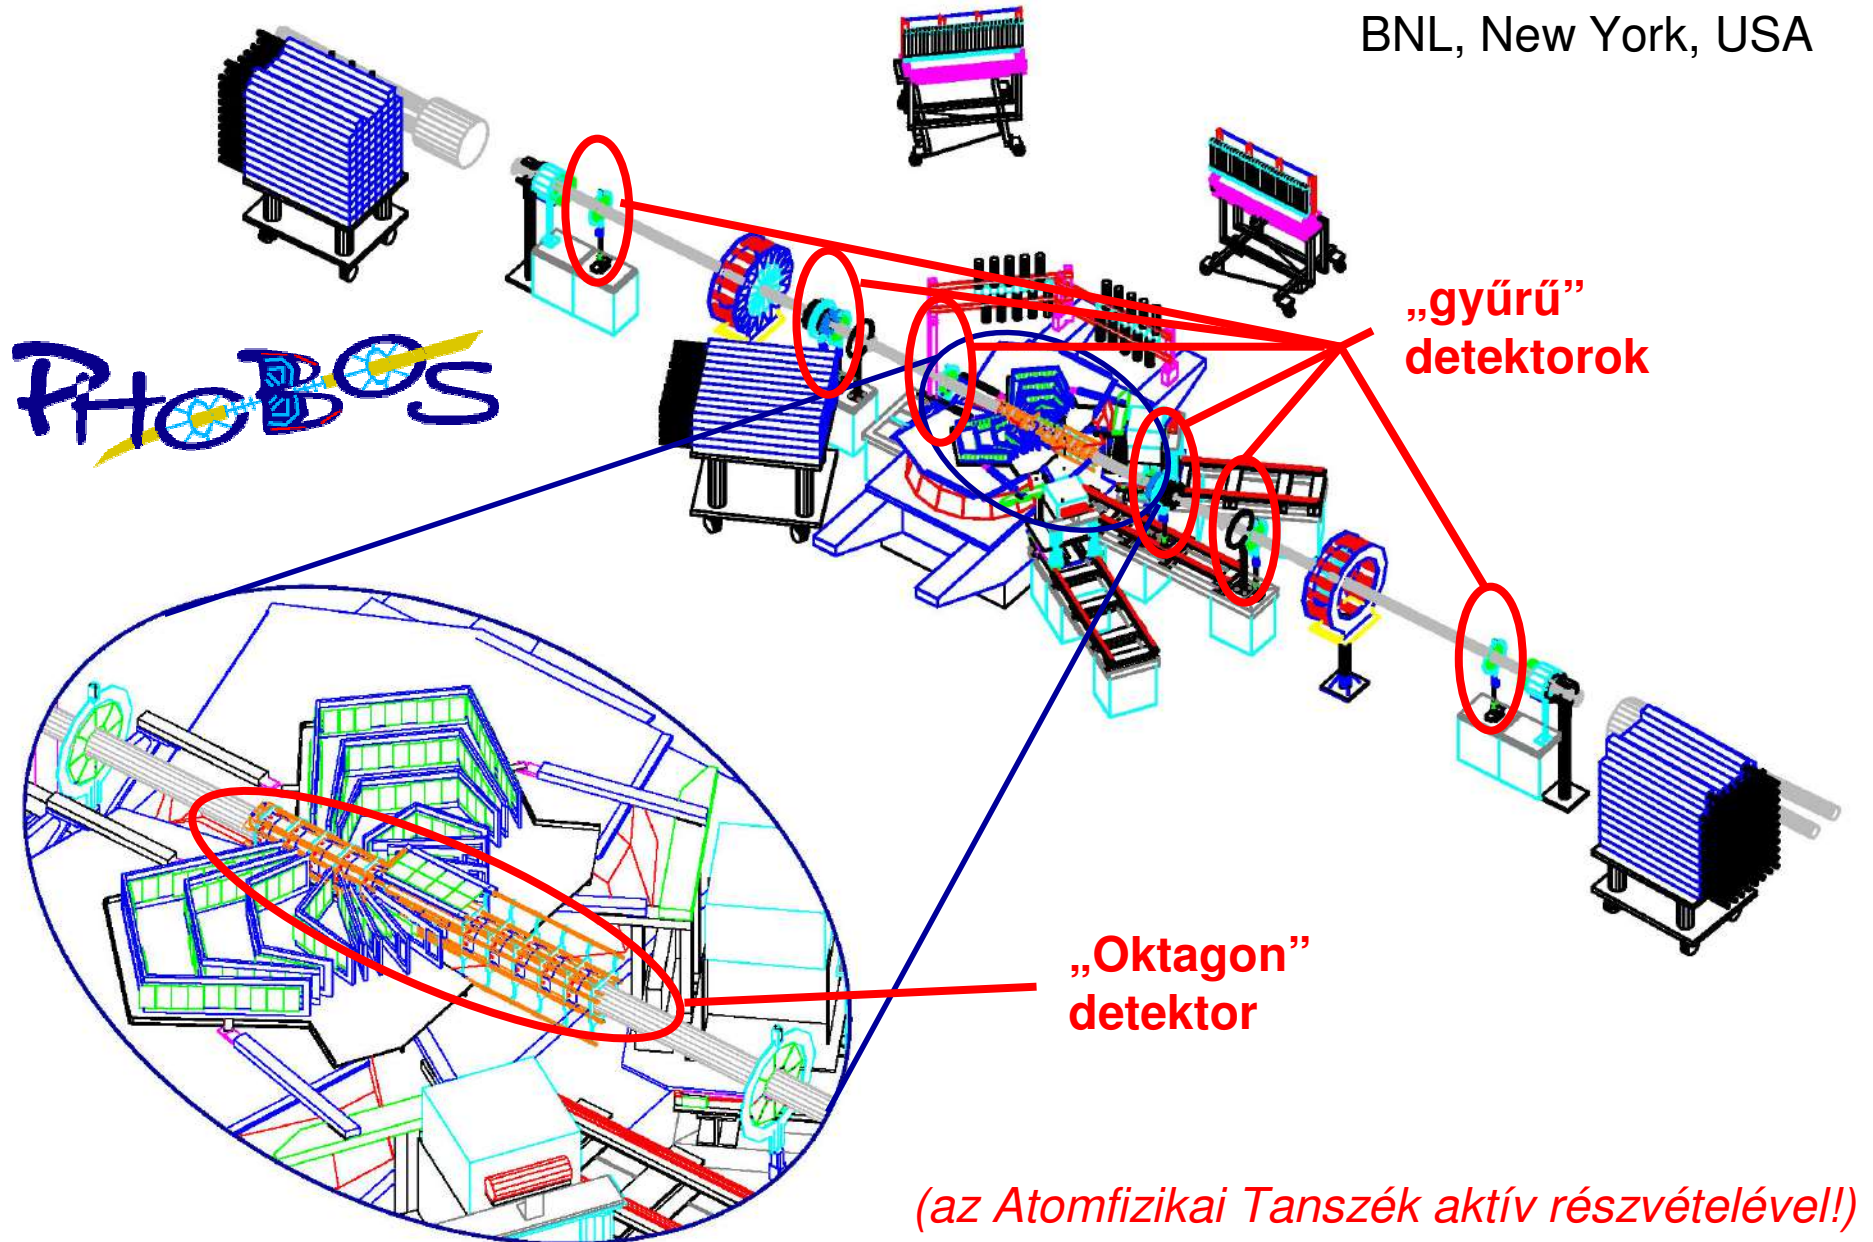 BNL, New York, USA
PHOBOS
„gyűrű”
detektorok
„Oktagon”
detektor
(az Atomfizikai Tanszék aktív részvételével!)